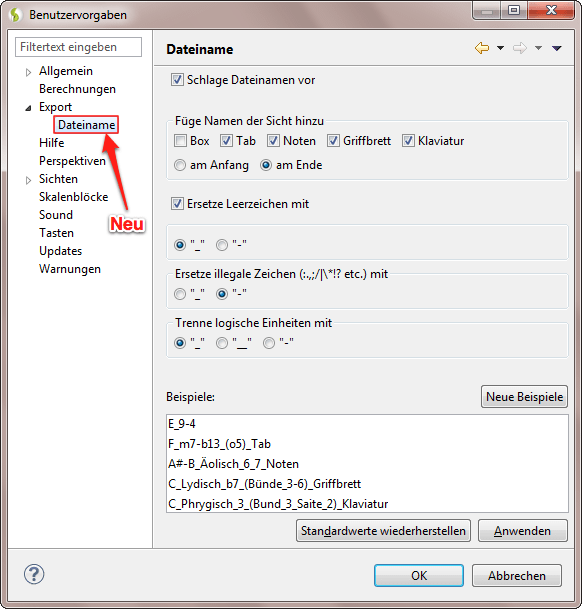 Benutzervorgaben
Filtertext eingeben
Allgemein
Berechnungen
Export
Dateiname
Hilfe
Perspektiven
Sichten
Skalenblöcke
Sound
Tasten
Updates
Warnungen
Neu
Dateiname
Schlage Dateinamen vor
Füge Namen der Sicht hinzu
Box Tab Noten Griffbrett Klaviatur
am Anfang am Ende
Ersetze Leerzeichen mit
"_" "-"
Ersetze illegale Zeichen (:.,;/|\*!? etc.) mit
"_" "-"
Trenne logische Einheiten mit
"_" "__" "-"
Beispiele:
Neue Beispiele
E_9-4
F_m7-b13_(o5)_Tab
A#-B_Äolisch_6_7_Noten
C_Lydisch_b7_(Bünde_3-6)_Griffbrett
C_Phrygisch_3_(Bund_3_Saite_2)_Klaviatur
Standardwerte wiederherstellen Anwenden
? OK Abbrechen